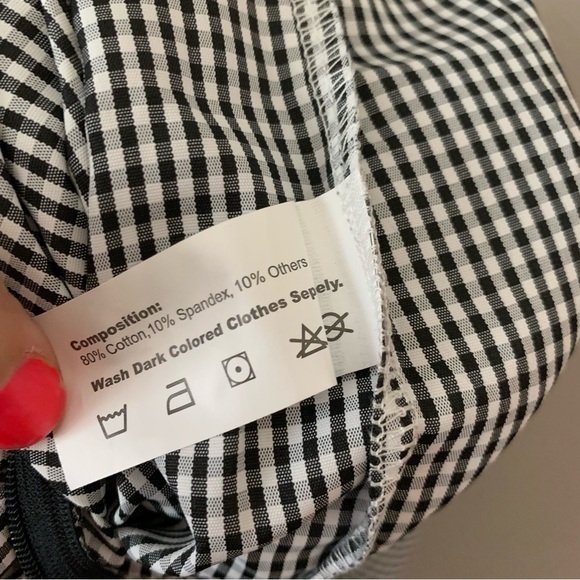 Composition:
80% Cotton,10% Spandex, 10% Others
Wash Dark Colored Clothes Sepely.